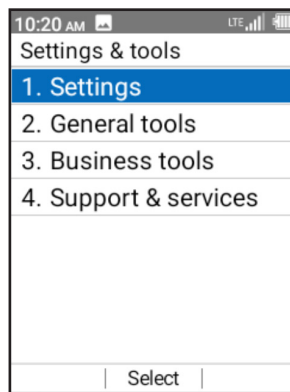 10:20 AM LTE
Settings & tools
1. Settings
2. General tools
3. Business tools
4. Support & services
Select